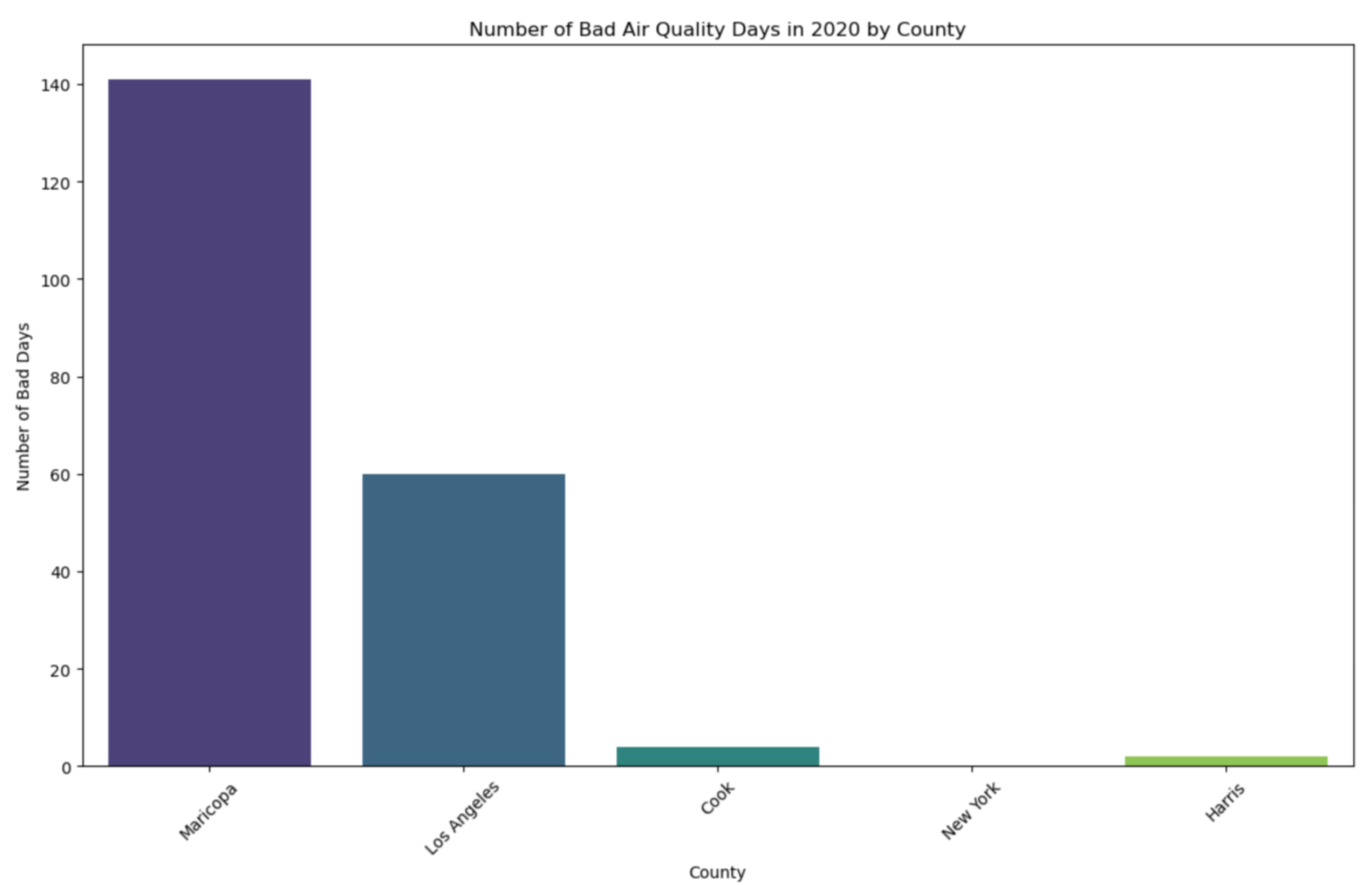 Number of Bad Air Quality Days in 2020 by County
Number of Bad Days
140
120
100
80
60
40
20
0
Maricopa
Los Angeles
Cook
New York
Harris
County